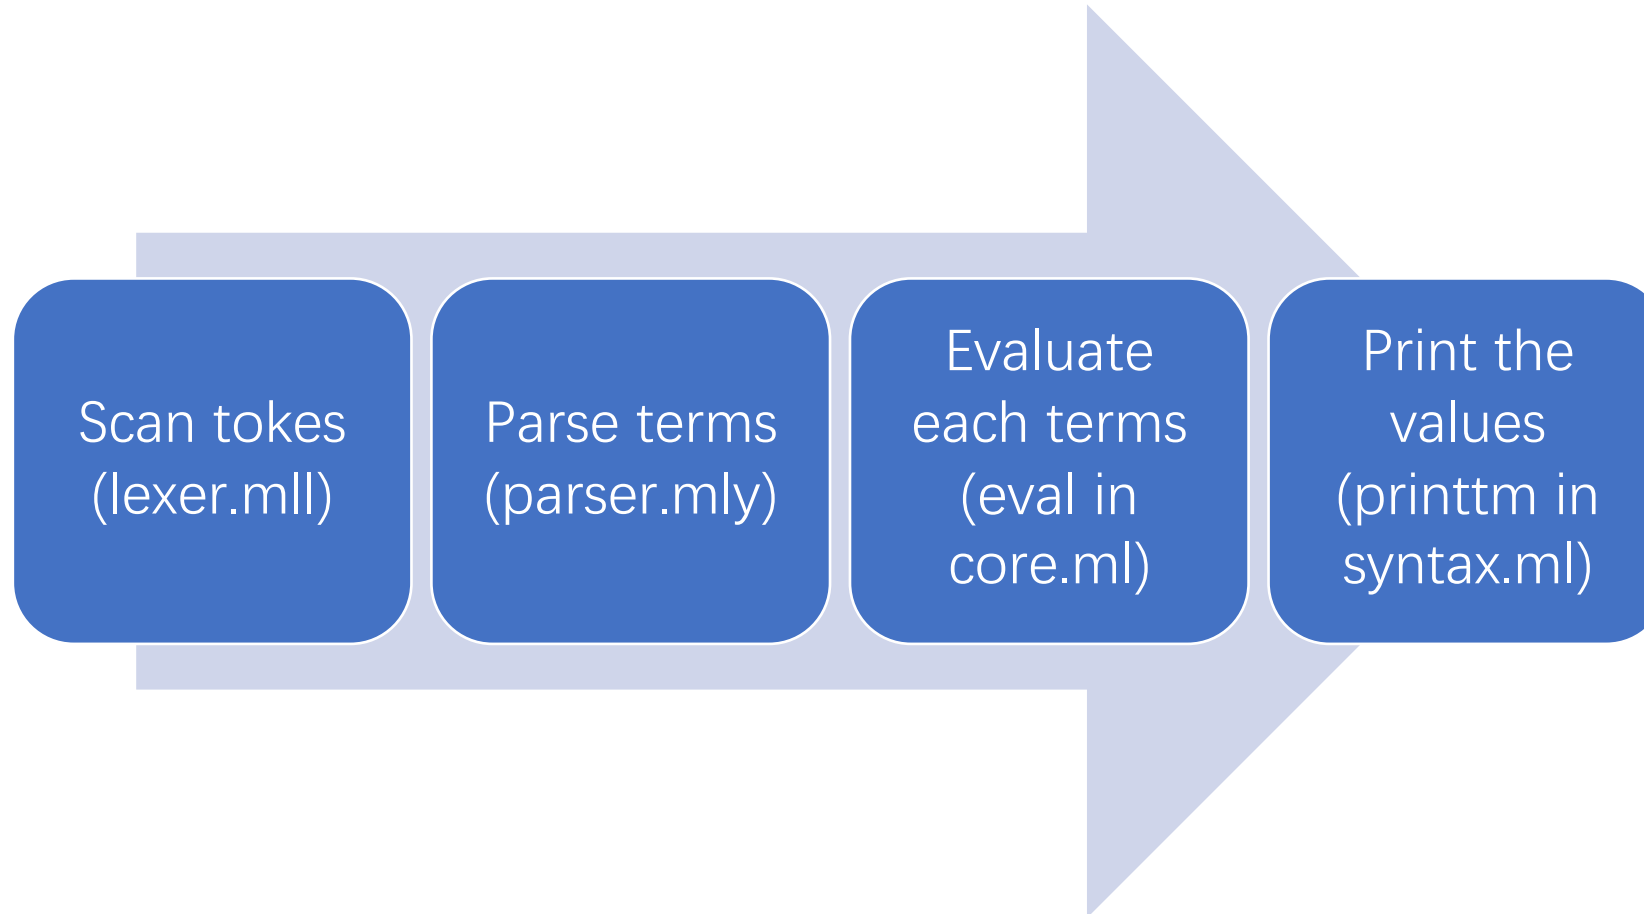 Scan tokes
(lexer.mll)
Parse terms
(parser.mly)
Evaluate
each terms
(eval in
core.ml)
Print the
values
(printtm in
syntax.ml)